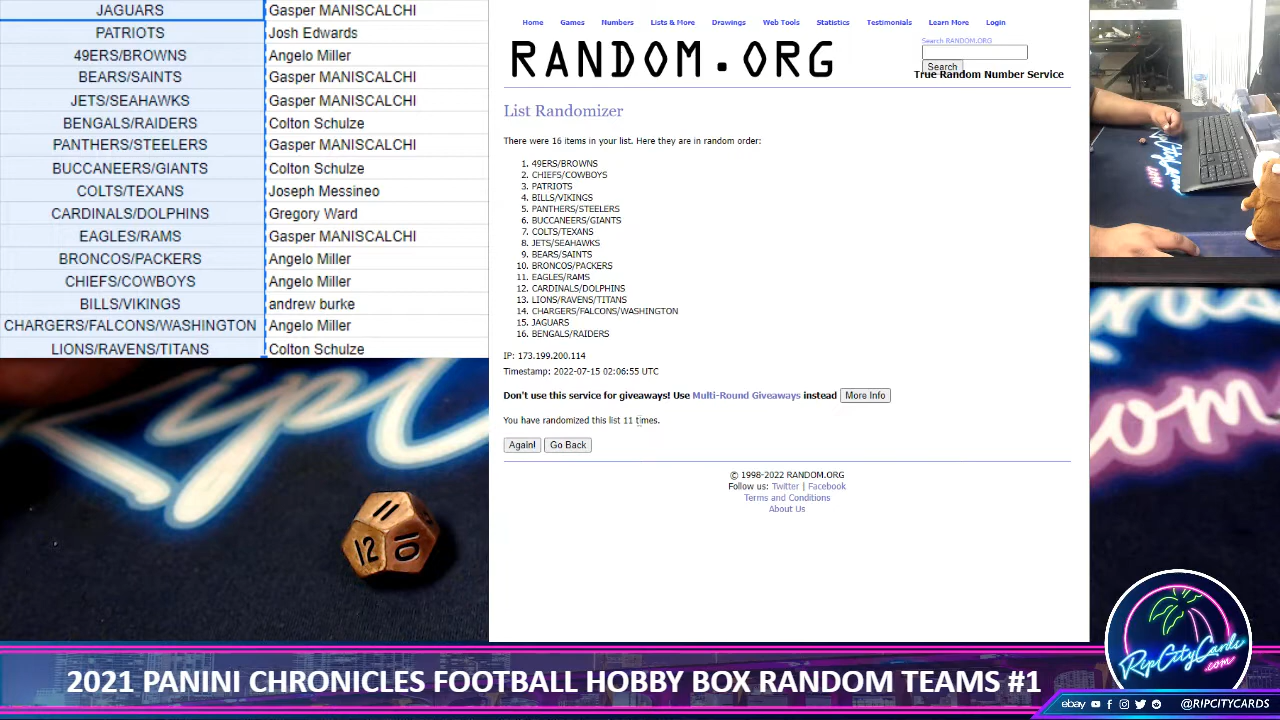 JAGUARS Gasper MANISCALCHI
PATRIOTS Josh Edwards
49ERS/BROWNS Angelo Miller
BEARS/SAINTS Gasper MANISCALCHI
JETS/SEAHAWKS Gasper MANISCALCHI
BENGALS/RAIDERS Colton Schulze
PANTHERS/STEELERS Gasper MANISCALCHI
BUCCANEERS/GIANTS Colton Schulze
COLTS/TEXANS Joseph Messineo
CARDINALS/DOLPHINS Gregory Ward
EAGLES/RAMS Gasper MANISCALCHI
BRONCOS/PACKERS Angelo Miller
CHIEFS/COWBOYS Angelo Miller
BILLS/VIKINGS andrew burke
CHARGERS/FALCONS/WASHINGTON Angelo Miller
LIONS/RAVENS/TITANS Colton Schulze
Home Games Numbers Lists & More Drawings Web Tools Statistics Testimonials Learn More Login
RANDOM.ORG
Search RANDOM.ORG
Search
True Random Number Service
List Randomizer
There were 16 items in your list. Here they are in random order:
1. 49ERS/BROWNS
2. CHIEFS/COWBOYS
3. PATRIOTS
4. BILLS/VIKINGS
5. PANTHERS/STEELERS
6. BUCCANEERS/GIANTS
7. COLTS/TEXANS
8. JETS/SEAHAWKS
9. BEARS/SAINTS
10. BRONCOS/PACKERS
11. EAGLES/RAMS
12. CARDINALS/DOLPHINS
13. LIONS/RAVENS/TITANS
14. CHARGERS/FALCONS/WASHINGTON
15. JAGUARS
16. BENGALS/RAIDERS
IP: 173.199.200.114
Timestamp: 2022-07-15 02:06:55 UTC
Don't use this service for giveaways! Use Multi-Round Giveaways instead More Info
You have randomized this list 11 times.
Again! Go Back
© 1998-2022 RANDOM.ORG
Follow us: Twitter | Facebook
Terms and Conditions
About Us
11
12
10
2021 PANINI CHRONICLES FOOTBALL HOBBY BOX RANDOM TEAMS #1
RipCityCards
.com
ebay @RIPCITYCARDS